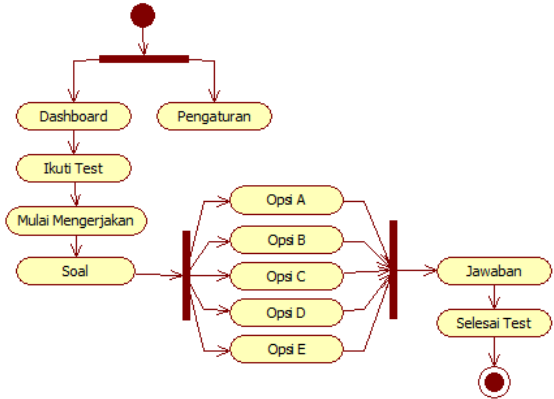 Dashboard
Pengaturan
Ikuti Test
Mulai Mengerjakan
Soal
Opsi A
Opsi B
Opsi C
Opsi D
Opsi E
Jawaban
Selesai Test